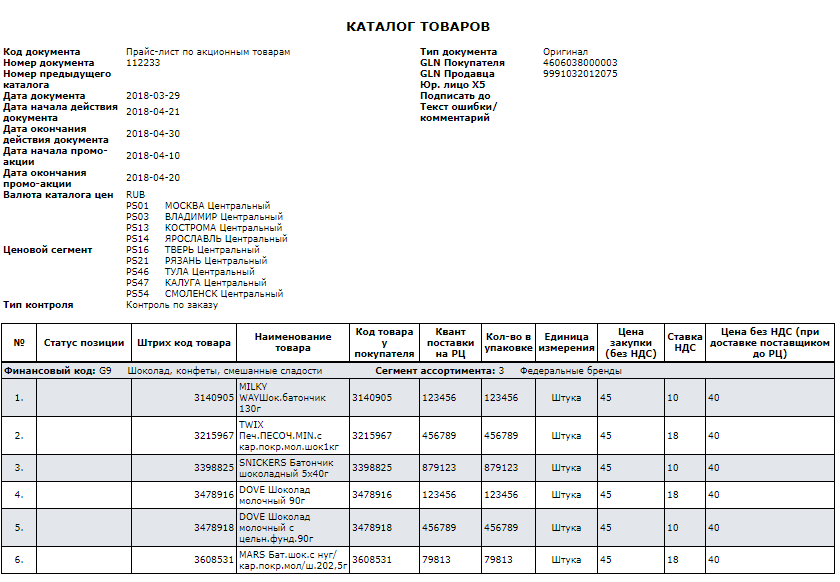 КАТАЛОГ ТОВАРОВ
Код документа Прайс-лист по акционным товарам Тип документа Оригинал
Номер документа 112233 GLN Покупателя 4606038000003
Номер предыдущего GLN Продавца 9991032012075
каталога Юр. лицо X5
Дата документа 2018-03-29 Подписать до
Дата начала действия Текст ошибки/
документа 2018-04-21 комментарий
Дата окончания
действия документа 2018-04-30
Дата начала промо-
акции 2018-04-10
Дата окончания
промо-акции 2018-04-20
Валюта каталога цен RUB
PS01 МОСКВА Центральный
PS03 ВЛАДИМИР Центральный
PS13 КОСТРОМА Центральный
PS14 ЯРОСЛАВЛЬ Центральный
Ценовой сегмент PS16 ТВЕРЬ Центральный
PS21 РЯЗАНЬ Центральный
PS46 ТУЛА Центральный
PS47 КАЛУГА Центральный
PS54 СМОЛЕНСК Центральный
Тип контроля Контроль по заказу
№ Статус позиции Штрих код товара Наименование товара Код товара у покупателя Квант поставки на РЦ Кол-во в упаковке Единица измерения Цена закупки (без НДС) Ставка НДС Цена без НДС (при доставке поставщиком до РЦ)
Финансовый код: G9 Шоколад, конфеты, смешанные сладости Сегмент ассортимента: 3 Федеральные бренды
1. 3140905 MILKY WAYШок.батончик 130г 3140905 123456 123456 Штука 45 10 40
2. 3215967 TWIX Печ.ПЕСОЧ.MIN.с кар.покр.мол.шок1кг 3215967 456789 456789 Штука 45 18 40
3. 3398825 SNICKERS Батончик шоколадный 5х40г 3398825 879123 879123 Штука 45 10 40
4. 3478916 DOVE Шоколад молочный 90г 3478916 123456 123456 Штука 45 18 40
5. 3478918 DOVE Шоколад молочный с цельн.фунд.90г 3478918 456789 456789 Штука 45 10 40
6. 3608531 MARS Бат.шок.с нуг/кар.покр.мол/ш.202,5г 3608531 79813 79813 Штука 45 18 40